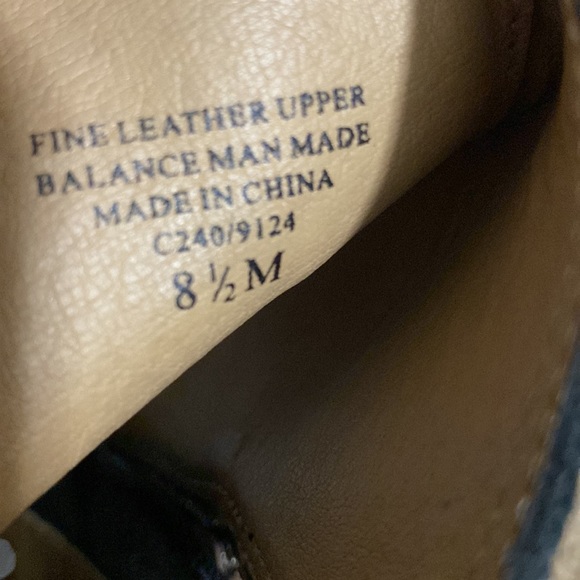 FINE LEATHER UPPER
BALANCE MAN MADE
MADE IN CHINA
C240/9124
8 ½ M